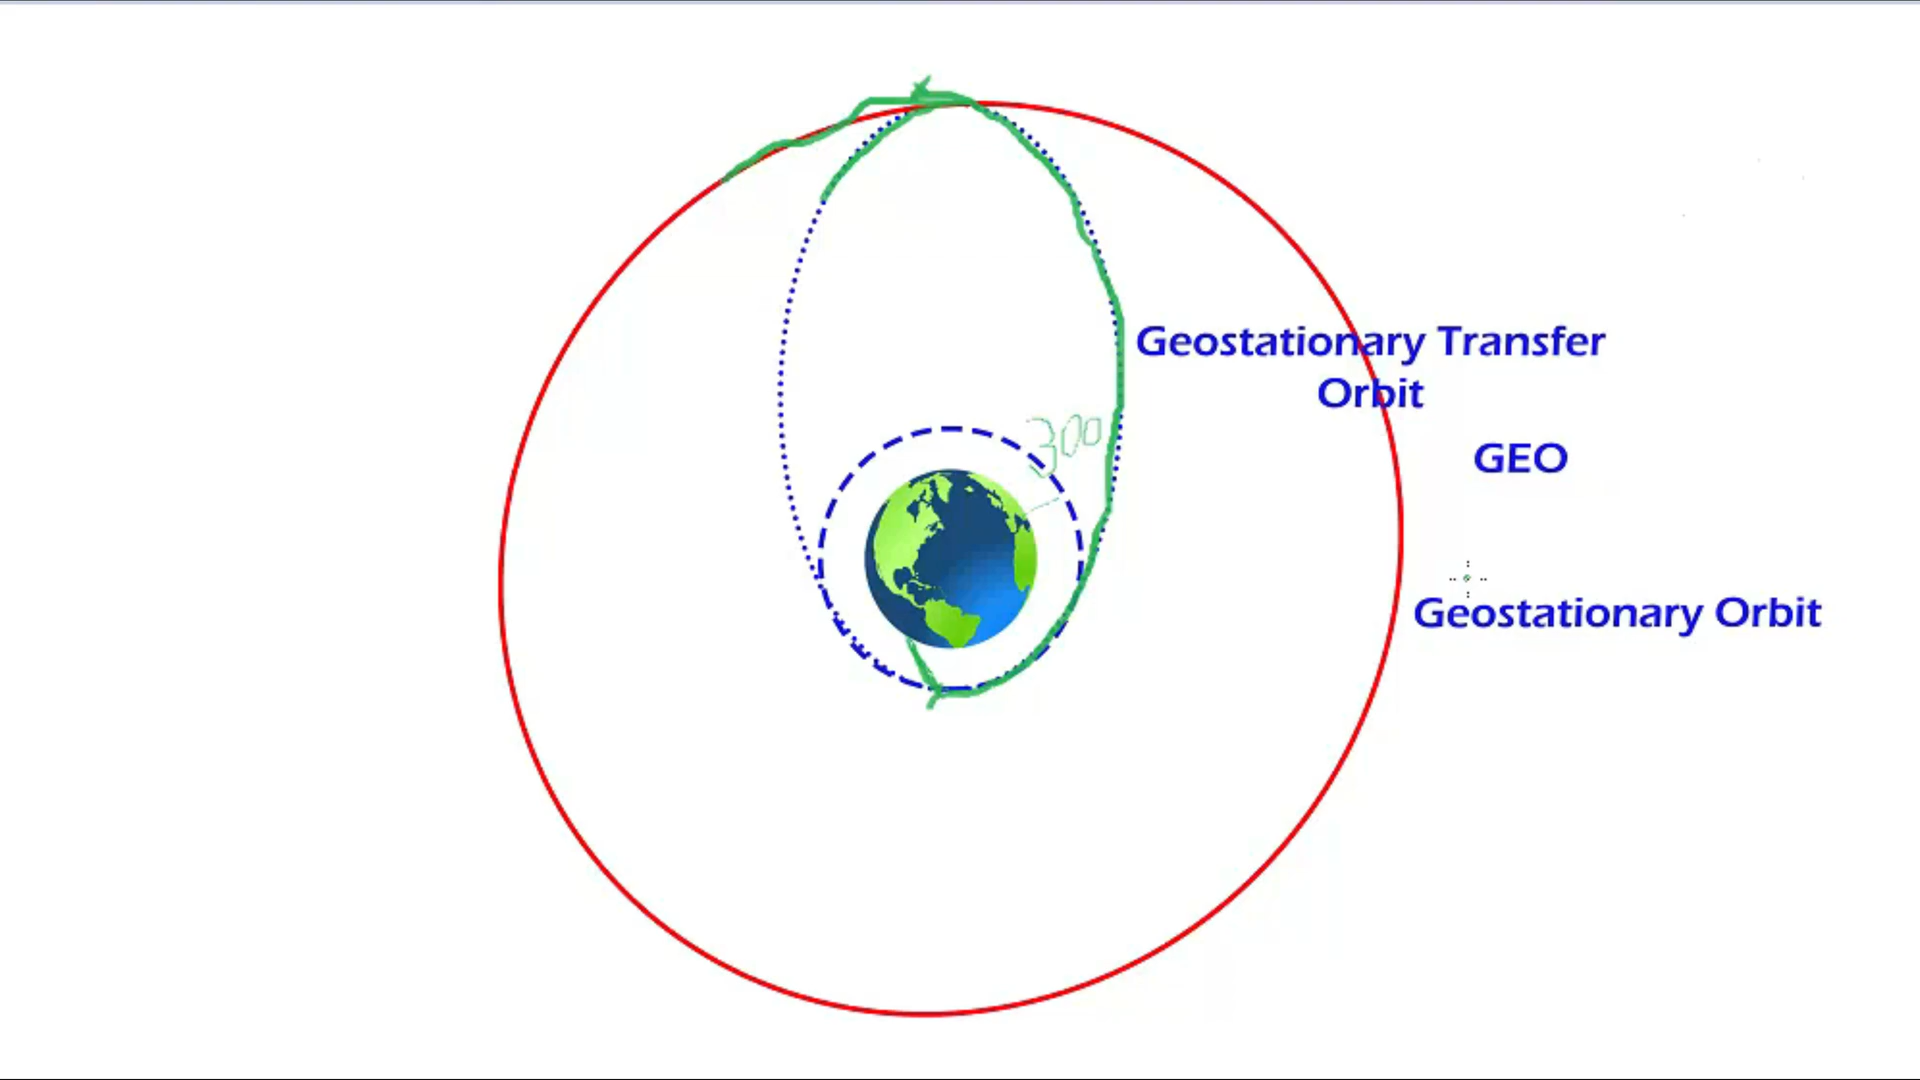 Geostationary Transfer
Orbit
300
GEO
Geostationary Orbit